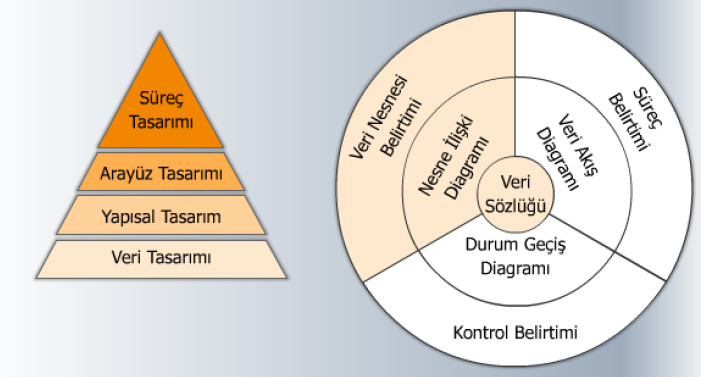 Süreç
Tasarımı
Arayüz Tasarımı
Yapısal Tasarım
Veri Tasarımı
Veri Nesnesi
Belirtimi
Nesne İlişki
Diagramı
Veri Akış
Diagramı
Süreç
Belirtimi
Veri
Sözlüğü
Durum Geçiş
Diagramı
Kontrol Belirtimi